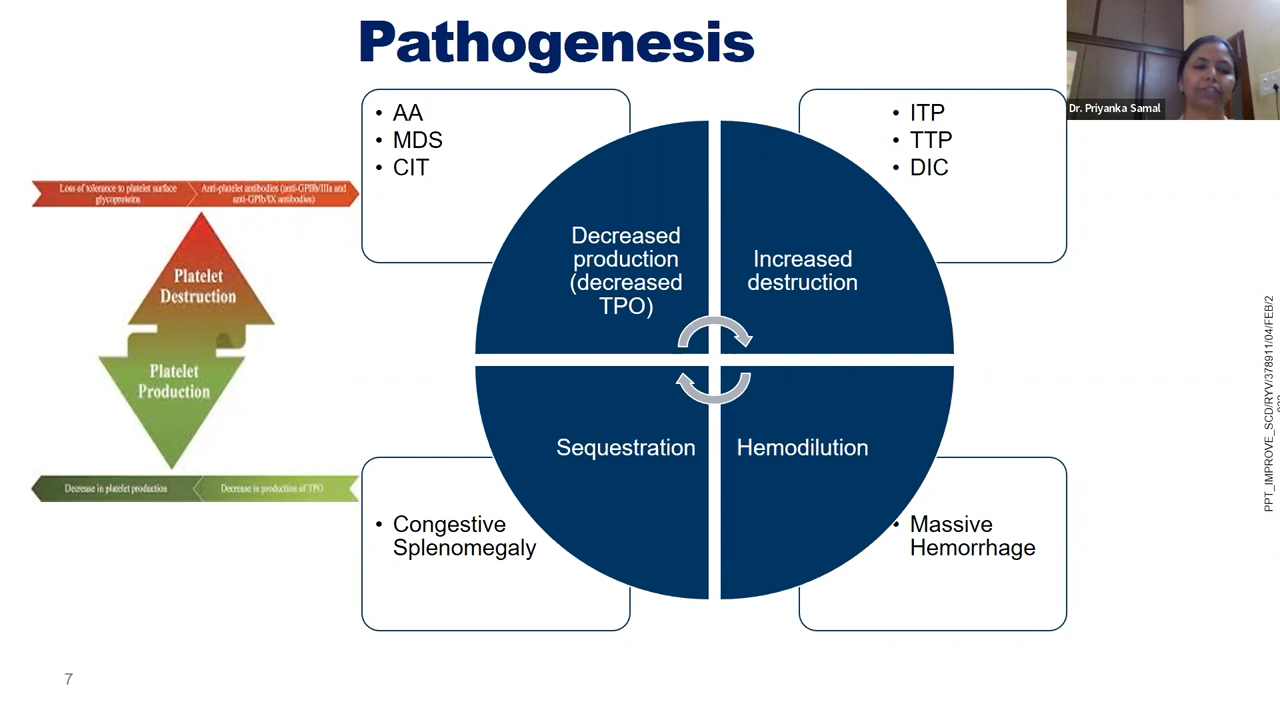 Pathogenesis
Dr. Priyanka Samal
• AA
• MDS
• CIT
• ITP
• TTP
• DIC
Loss of tolerance to platelet surface
glycoproteins
Anti-platelet antibodies (anti-GPIIb/IIIa and
anti-GPIb/IX antibodies)
Platelet
Destruction
Platelet
Production
Decrease in platelet production
Decrease in production of TPO
Decreased
production
(decreased
TPO)
Increased
destruction
Sequestration
Hemodilution
• Congestive
Splenomegaly
• Massive
Hemorrhage
PPT_IMPROVE_SCD/RYV/378911/04/FEB/2
7